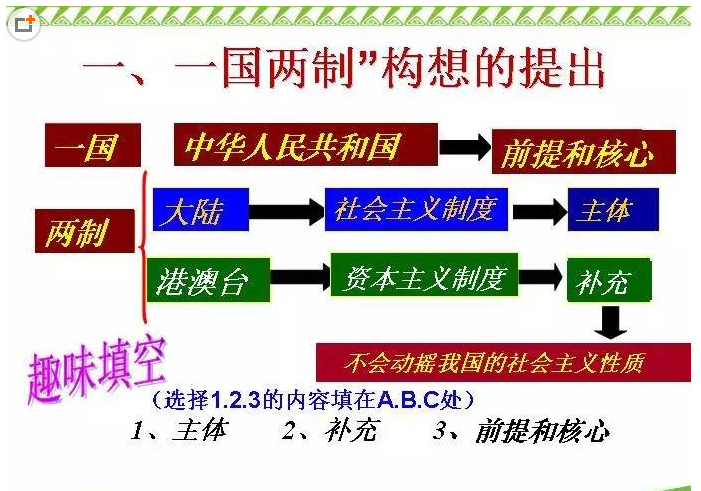 一、一国两制”构想的提出
一国 中华人民共和国 前提和核心
两制
大陆 社会主义制度 主体
港澳台 资本主义制度 补充
不会动摇我国的社会主义性质
趣味填空
（选择1.2.3的内容填在A.B.C处）
1、主体 2、补充 3、前提和核心